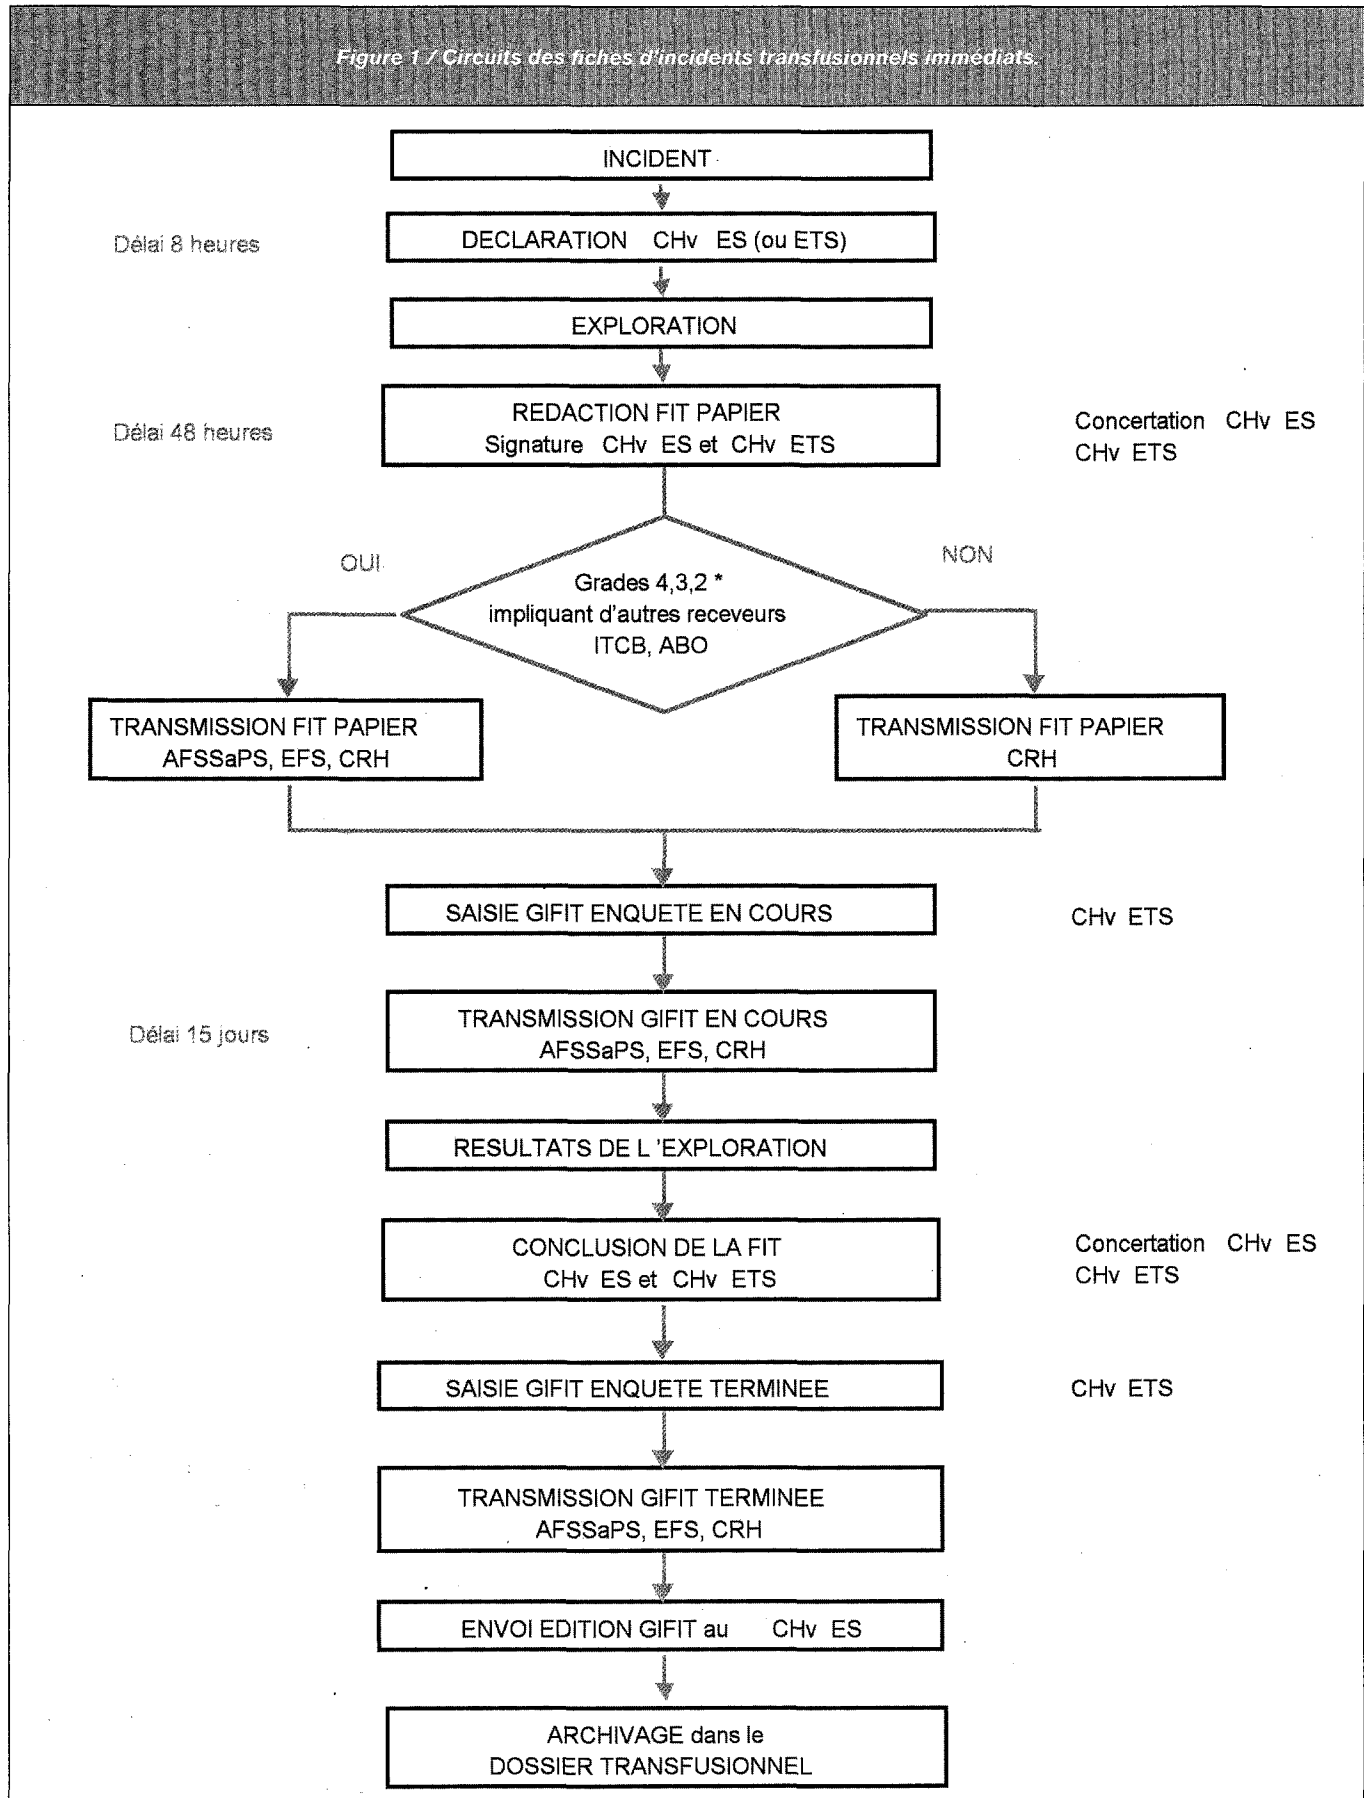 Figure 1 / Circuits des fiches d'incidents transfusionnels immédiats.
INCIDENT
Délai 8 heures
DECLARATION CHv ES (ou ETS)
EXPLORATION
Délai 48 heures
REDACTION FIT PAPIER
Signature CHv ES et CHv ETS
Concertation CHv ES
CHv ETS
OUI
NON
Grades 4,3,2 *
impliquant d'autres receveurs
ITCB, ABO
TRANSMISSION FIT PAPIER
AFSSaPS, EFS, CRH
TRANSMISSION FIT PAPIER
CRH
SAISIE GIFIT ENQUETE EN COURS
CHv ETS
Délai 15 jours
TRANSMISSION GIFIT EN COURS
AFSSaPS, EFS, CRH
RESULTATS DE L 'EXPLORATION
CONCLUSION DE LA FIT
CHv ES et CHv ETS
Concertation CHv ES
CHv ETS
SAISIE GIFIT ENQUETE TERMINEE
CHv ETS
TRANSMISSION GIFIT TERMINEE
AFSSaPS, EFS, CRH
ENVOI EDITION GIFIT au CHv ES
ARCHIVAGE dans le
DOSSIER TRANSFUSIONNEL